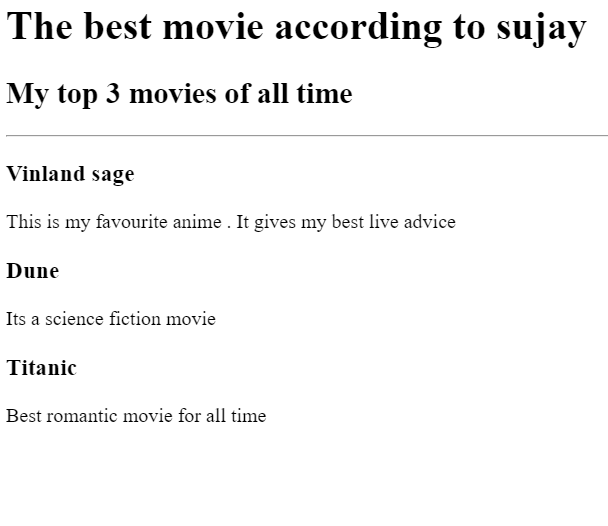 The best movie according to sujay
My top 3 movies of all time
Vinland sage
This is my favourite anime . It gives my best live advice
Dune
Its a science fiction movie
Titanic
Best romantic movie for all time